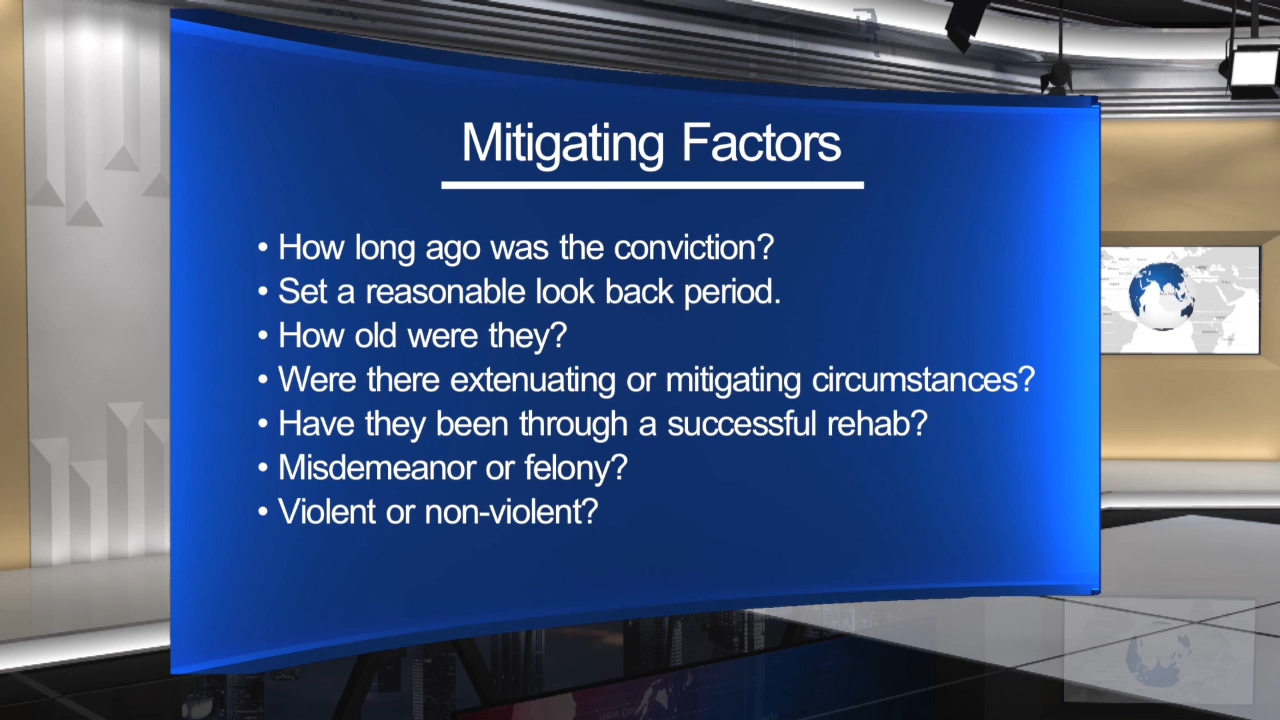 Mitigating Factors
• How long ago was the conviction?
• Set a reasonable look back period.
• How old were they?
• Were there extenuating or mitigating circumstances?
• Have they been through a successful rehab?
• Misdemeanor or felony?
• Violent or non-violent?